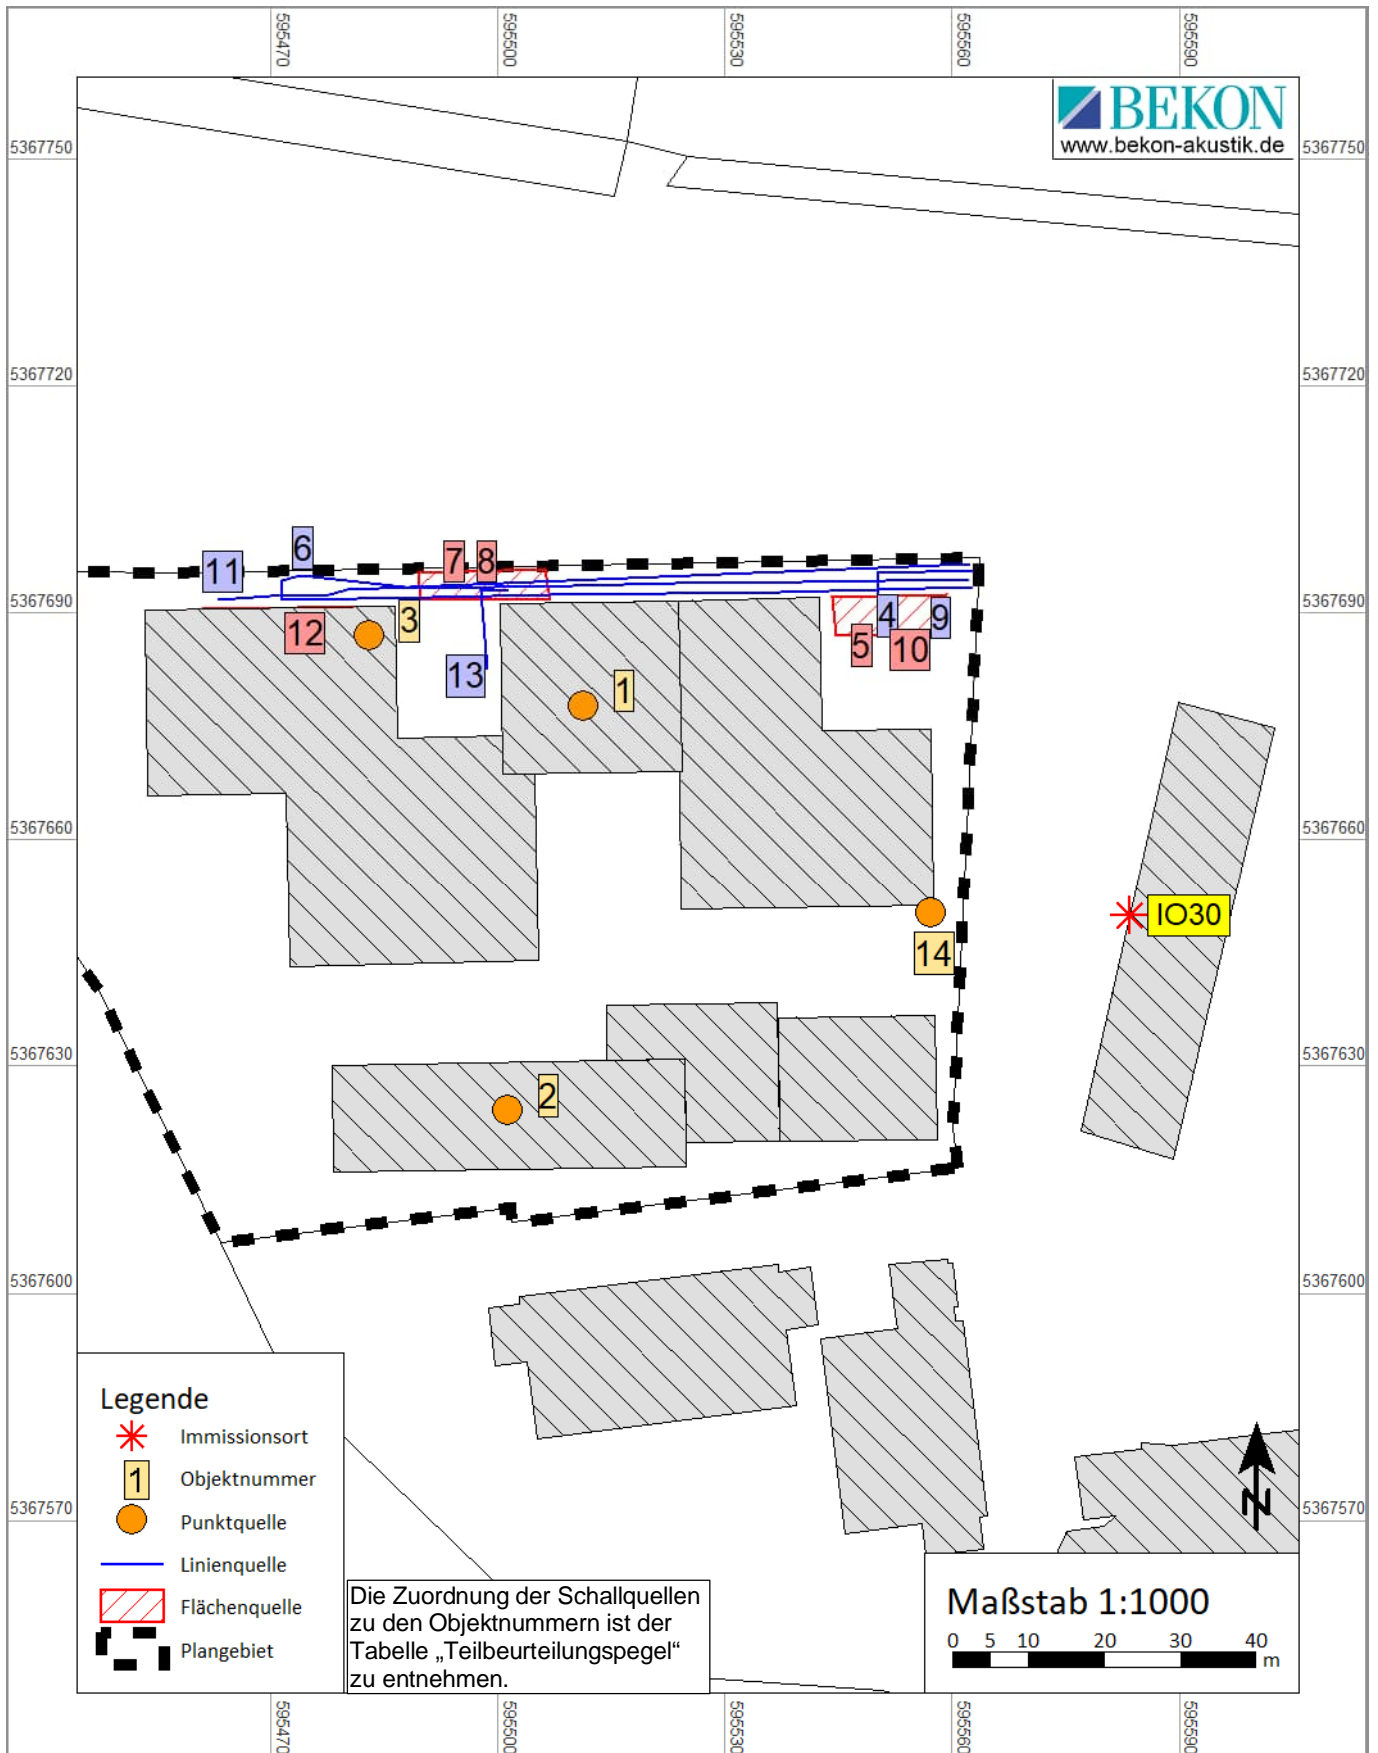 595470
595500
595530
595560
595590
BEKON
www.bekon-akustik.de
5367750
5367750
5367720
5367720
6
7
8
11
5367690
5367690
3
4
9
12
5
10
13
1
5367660
5367660
IO30
14
5367630
5367630
2
5367600
5367600
Legende
Immissionsort
1
Objektnummer
Punktquelle
Linienquelle
Flächenquelle
Plangebiet
5367570
5367570
N
Die Zuordnung der Schallquellen
zu den Objektnummern ist der
Tabelle „Teilbeurteilungspegel“
zu entnehmen.
Maßstab 1:1000
0 5 10 20 30 40
m
595470
595500
595530
595560
595590